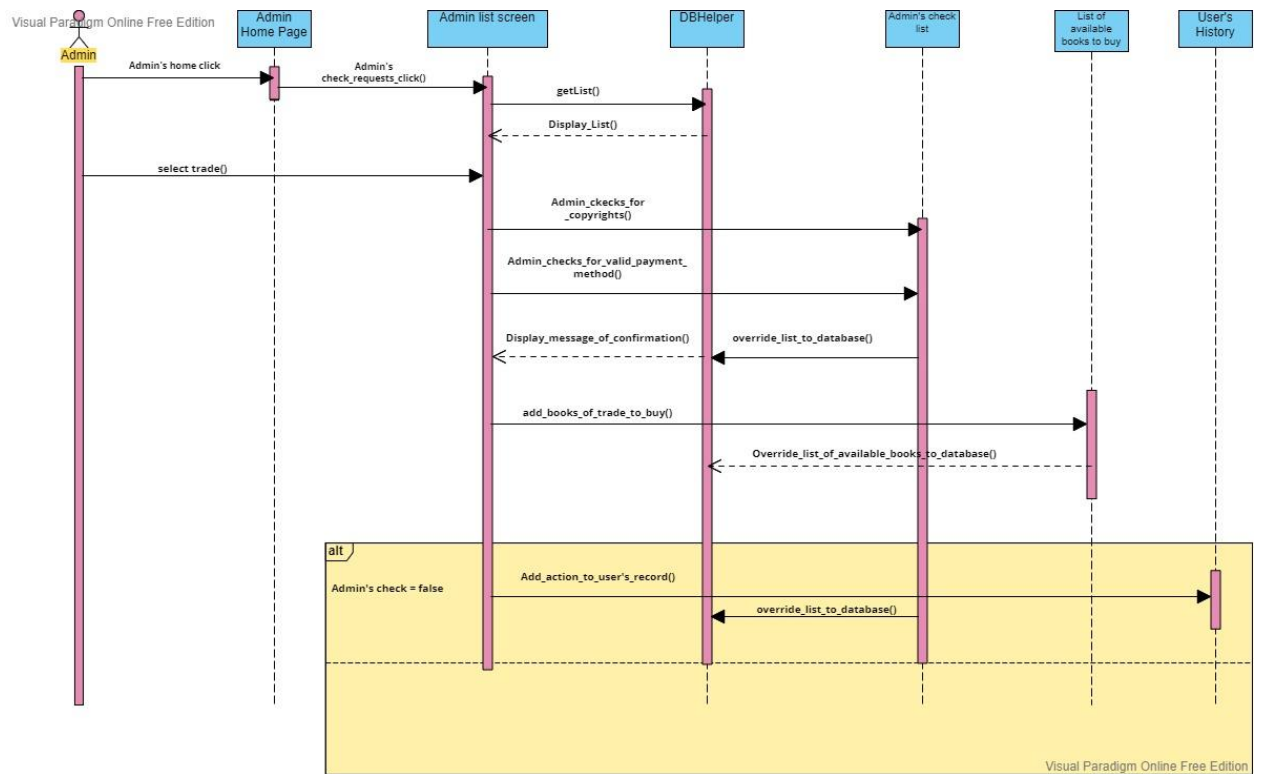 Visual Paradigm Online Free Edition
Admin
Admin
Home Page
Admin list screen
DBHelper
Admin's check
list
List of
available
books to buy
User's
History
Admin's home click
Admin's
check_requests_click()
getList()
Display_List()
select trade()
Admin_ckecks_for
_copyrights()
Admin_checks_for_valid_payment_
method()
Display_message_of_confirmation()
override_list_to_database()
add_books_of_trade_to_buy()
Override_list_of_available_books_to_database()
alt
Admin's check = false
Add_action_to_user's_record()
override_list_to_database()
Visual Paradigm Online Free Edition